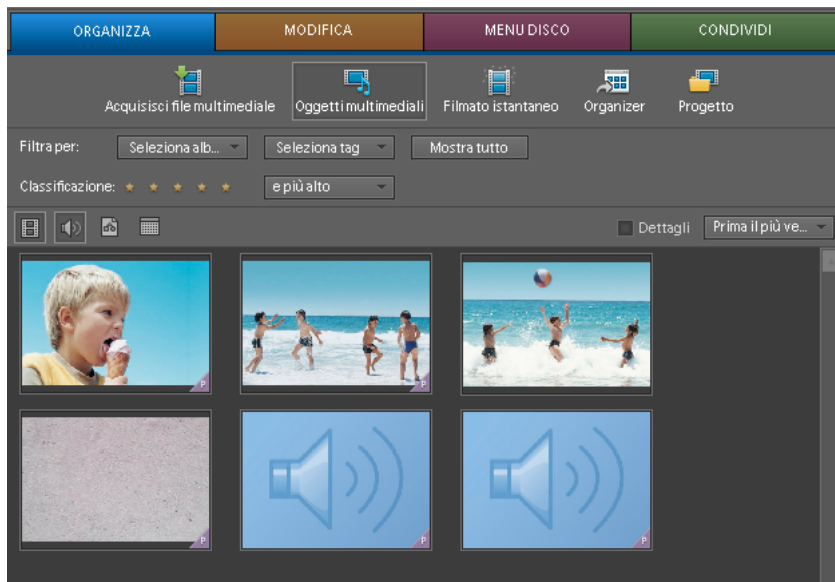 ORGANIZZA MODIFICA MENU DISCO CONDIVIDI
Acquisisci file multimediale Oggetti multimediali Filmato istantaneo Organizer Progetto
Filtra per: Seleziona alb... Seleziona tag Mostra tutto
Classificazione: e più alto
Dettagli Prima il più ve...
P P
P P P